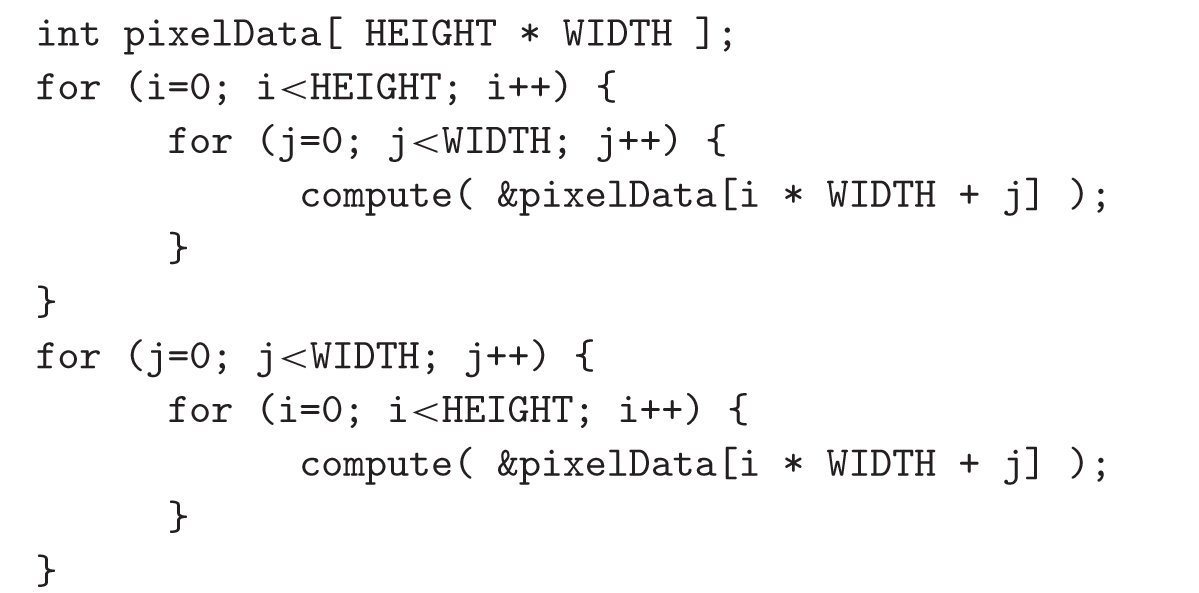 int pixelData[ HEIGHT * WIDTH ];
for (i=0; i<HEIGHT; i++) {
for (j=0; j<WIDTH; j++) {
compute( &pixelData[i * WIDTH + j] );
}
}
for (j=0; j<WIDTH; j++) {
for (i=0; i<HEIGHT; i++) {
compute( &pixelData[i * WIDTH + j] );
}
}